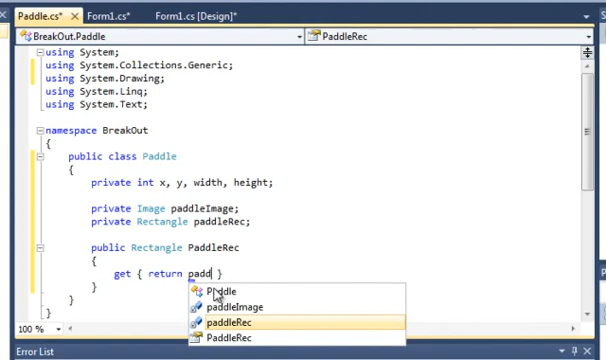 Paddle.cs* Form1.cs* Form1.cs [Design]*
BreakOut.Paddle PaddleRec
using System;
using System.Collections.Generic;
using System.Drawing;
using System.Linq;
using System.Text;
namespace BreakOut
{
public class Paddle
{
private int x, y, width, height;
private Image paddleImage;
private Rectangle paddleRec;
public Rectangle PaddleRec
{
get { return padd }
}
}
}
Paddle
paddleImage
paddleRec
PaddleRec
100 %
Error List